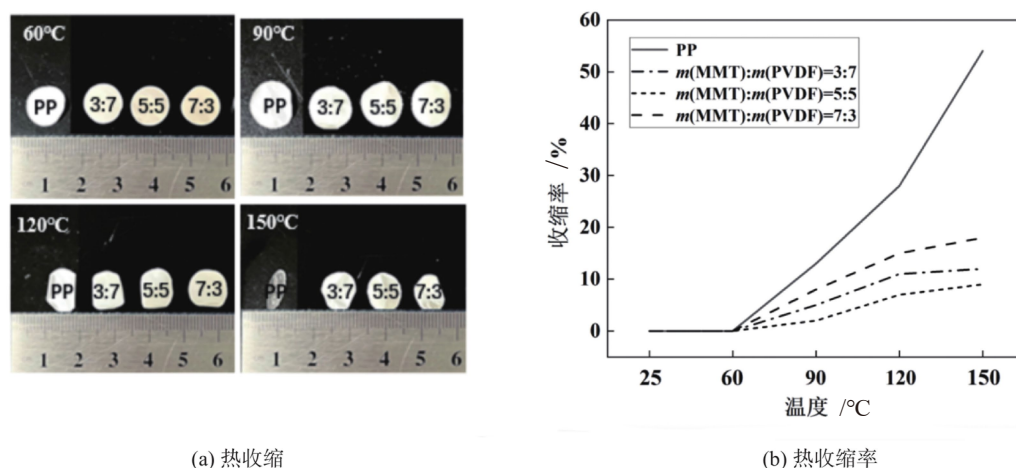 60℃
PP 3:7 5:5 7:3
1 2 3 4 5 6
90℃
PP 3:7 5:5 7:3
1 2 3 4 5 6
120℃
PP 3:7 5:5 7:3
1 2 3 4 5 6
150℃
PP 3:7 5:5 7:3
1 2 3 4 5 6
(a) 热收缩
60
50
40
30
20
10
0
收缩率 /%
PP
m(MMT):m(PVDF)=3:7
m(MMT):m(PVDF)=5:5
m(MMT):m(PVDF)=7:3
25 60 90 120 150
温度 /℃
(b) 热收缩率